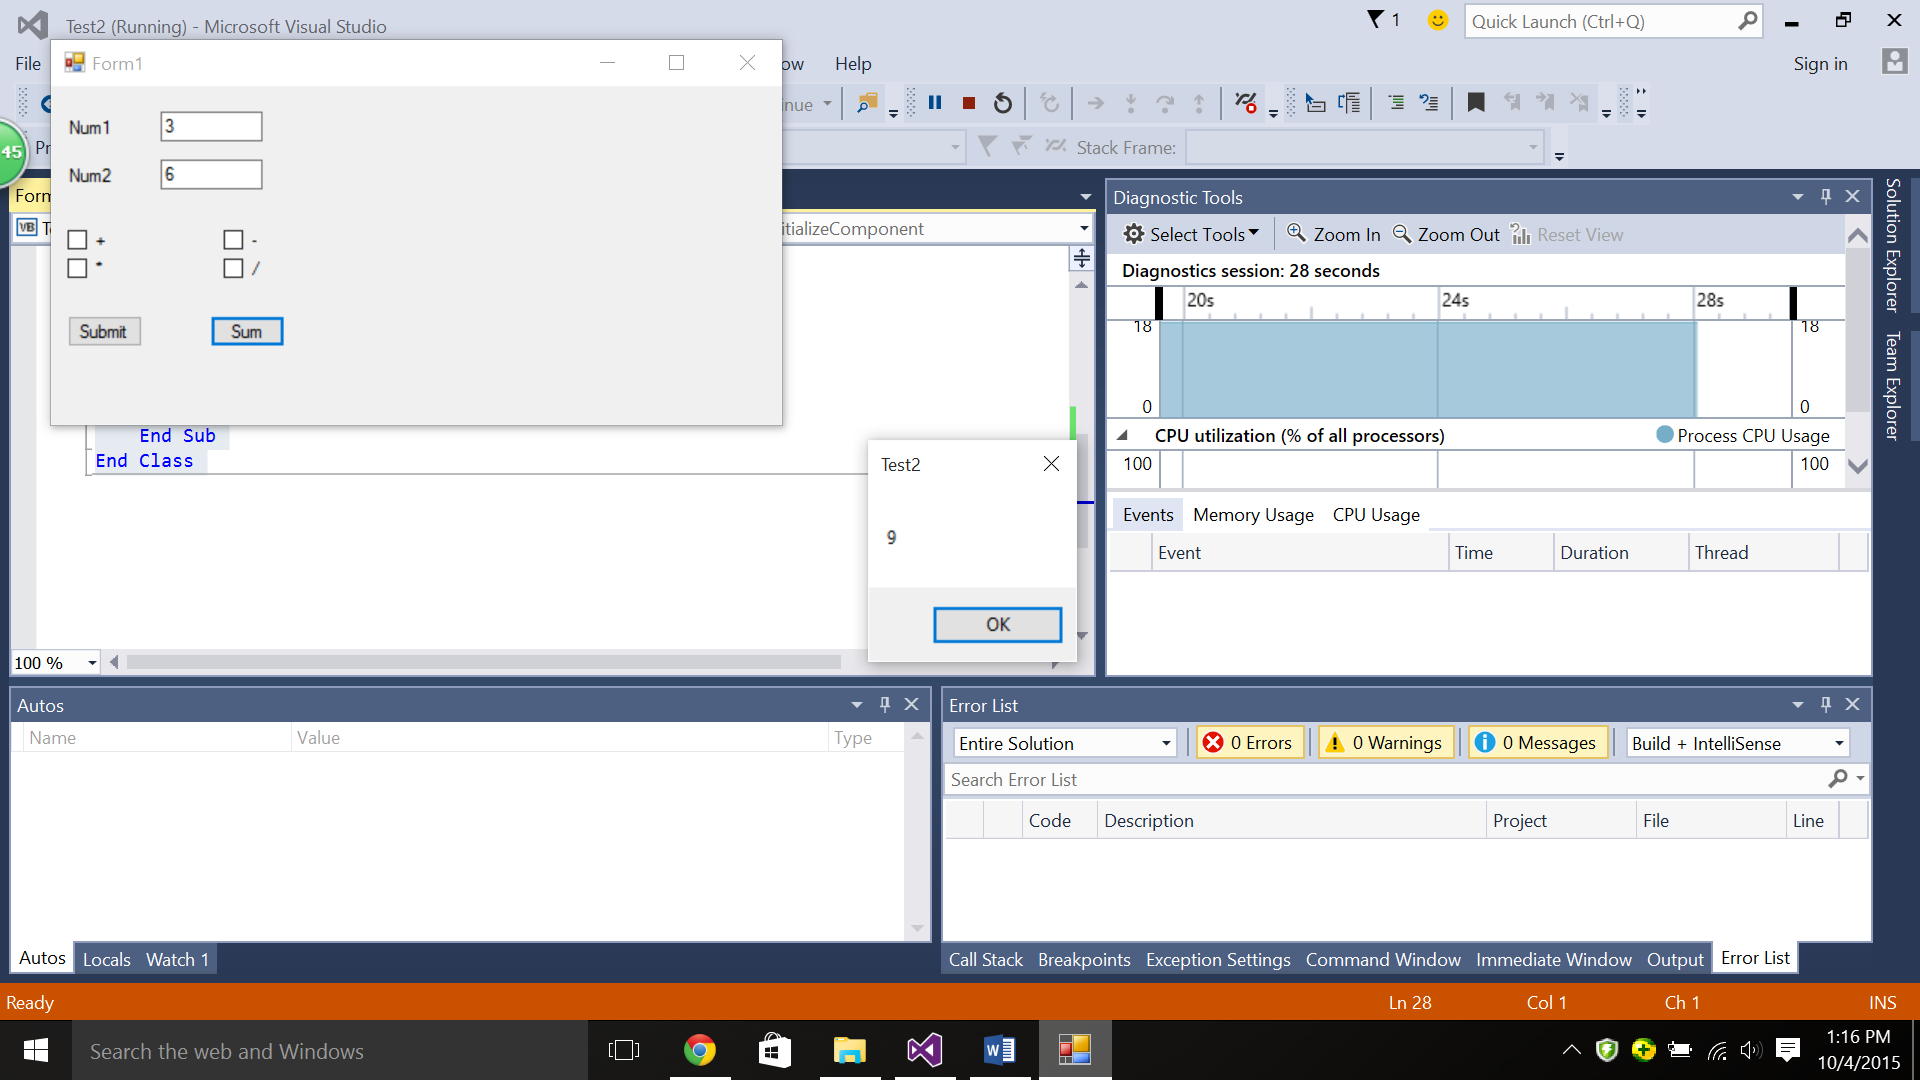 Test2 (Running) - Microsoft Visual Studio
1
Quick Launch (Ctrl+Q)
File
Help
Sign in
Form1
Num1
3
Num2
6
+
-
*
/
Submit
Sum
45
Stack Frame:
itializeComponent
End Sub
End Class
100 %
Test2
9
OK
Diagnostic Tools
Select Tools
Zoom In
Zoom Out
Reset View
Diagnostics session: 28 seconds
20s
24s
28s
18
18
0
0
CPU utilization (% of all processors)
Process CPU Usage
100
100
Events
Memory Usage
CPU Usage
Event
Time
Duration
Thread
Solution Explorer
Team Explorer
Autos
Name
Value
Type
Autos
Locals
Watch 1
Error List
Entire Solution
0 Errors
0 Warnings
0 Messages
Build + IntelliSense
Search Error List
Code
Description
Project
File
Line
Call Stack
Breakpoints
Exception Settings
Command Window
Immediate Window
Output
Error List
Ready
Ln 28
Col 1
Ch 1
INS
Search the web and Windows
1:16 PM
10/4/2015